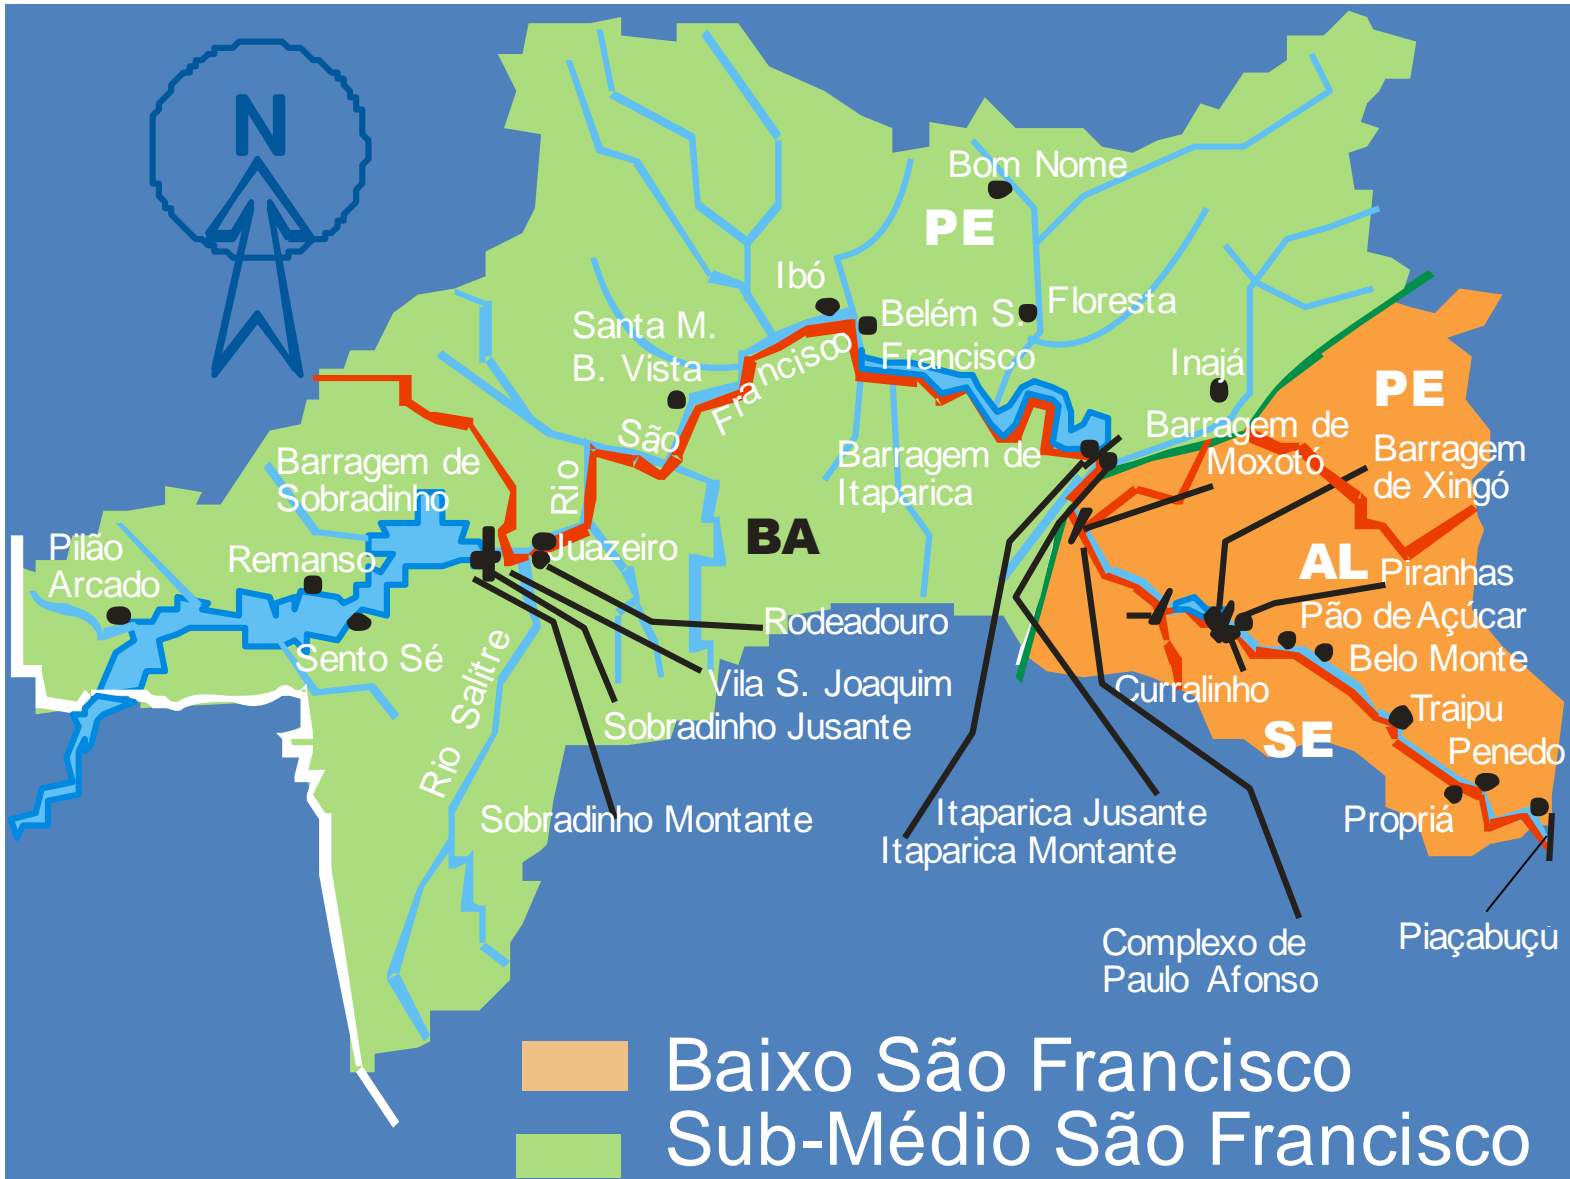 N
Bom Nome
PE
Ibó
Belém S.
Francisco
Floresta
Santa M.
B. Vista
Inajá
PE
Rio São Francisco
Barragem de
Sobradinho
Barragem de
Itaparica
Barragem de
Moxotó
Barragem
de Xingó
Pilão
Arcado
Remanso
Juazeiro
BA
AL
Piranhas
Pão de Açúcar
Rodeadouro
Sento Sé
Belo Monte
Vila S. Joaquim
Curralinho
Rio Salitre
Sobradinho Jusante
Traipu
SE
Penedo
Sobradinho Montante
Itaparica Jusante
Itaparica Montante
Propriá
Complexo de
Paulo Afonso
Piaçabuçú
Baixo São Francisco
Sub-Médio São Francisco